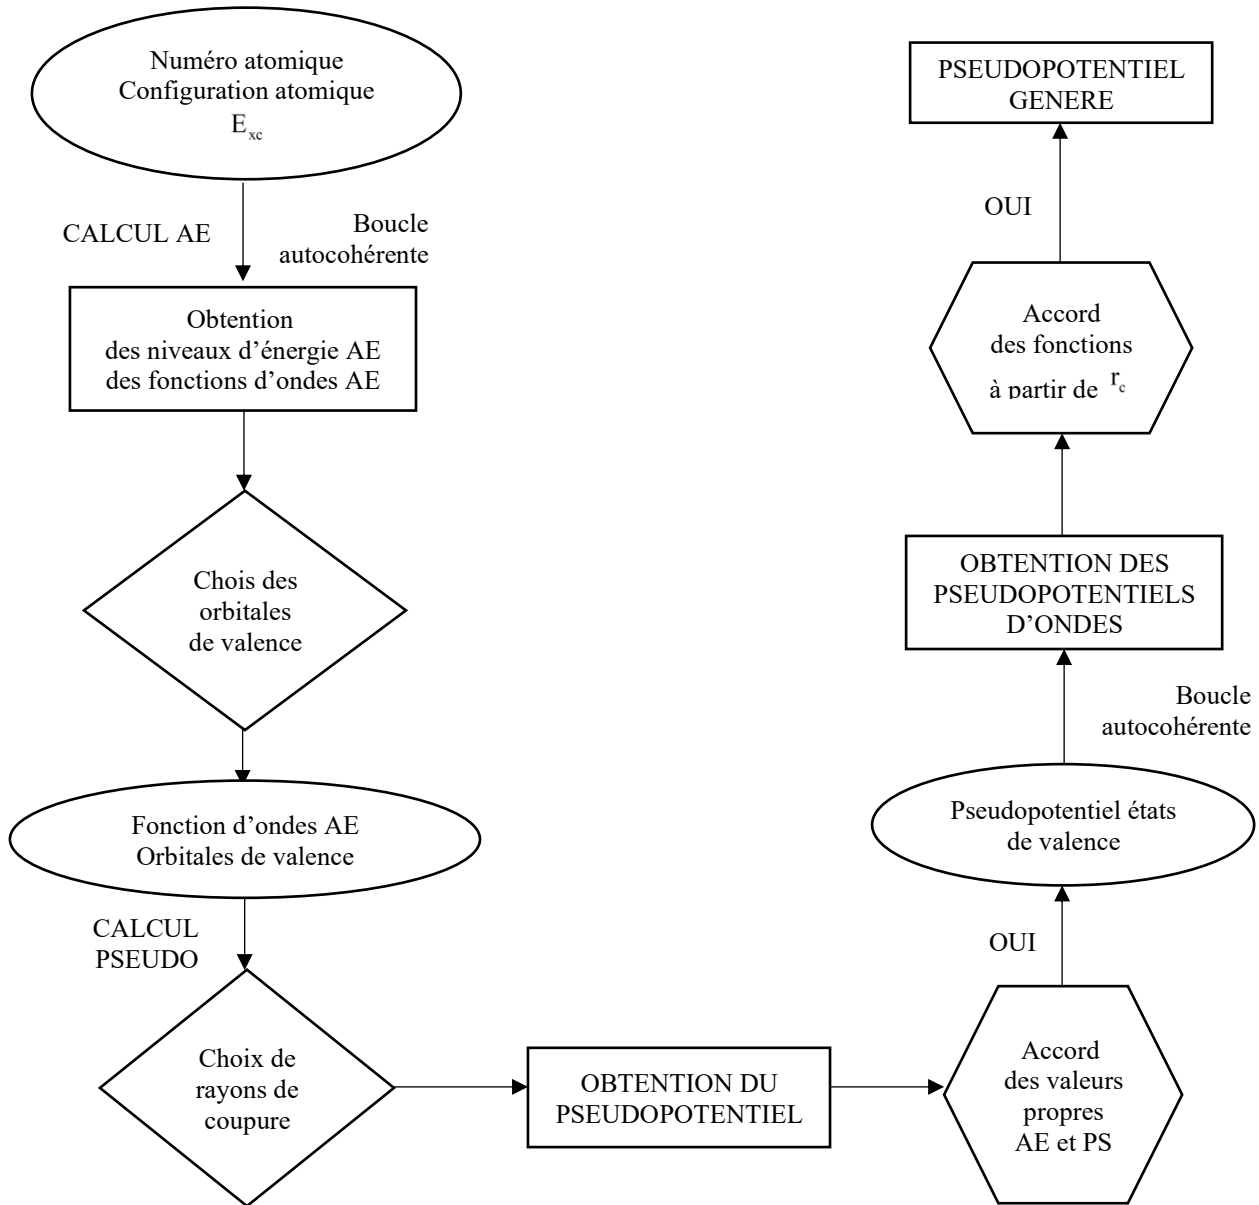 Numéro atomique
Configuration atomique
E_xc
CALCUL AE
Boucle
autocohérente
Obtention
des niveaux d’énergie AE
des fonctions d’ondes AE
Chois des
orbitales
de valence
Fonction d’ondes AE
Orbitales de valence
CALCUL
PSEUDO
Choix de
rayons de
coupure
OBTENTION DU
PSEUDOPOTENTIEL
Accord
des valeurs
propres
AE et PS
OUI
Pseudopotentiel états
de valence
Boucle
autocohérente
OBTENTION DES
PSEUDOPOTENTIELS
D’ONDES
Accord
des fonctions
à partir de r_c
OUI
PSEUDOPOTENTIEL
GENERE